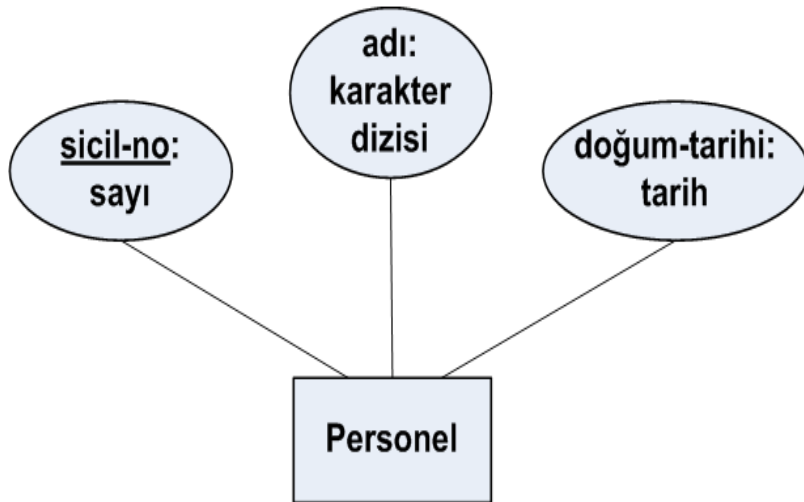 adı:
karakter
dizisi
sicil-no:
sayı
doğum-tarihi:
tarih
Personel